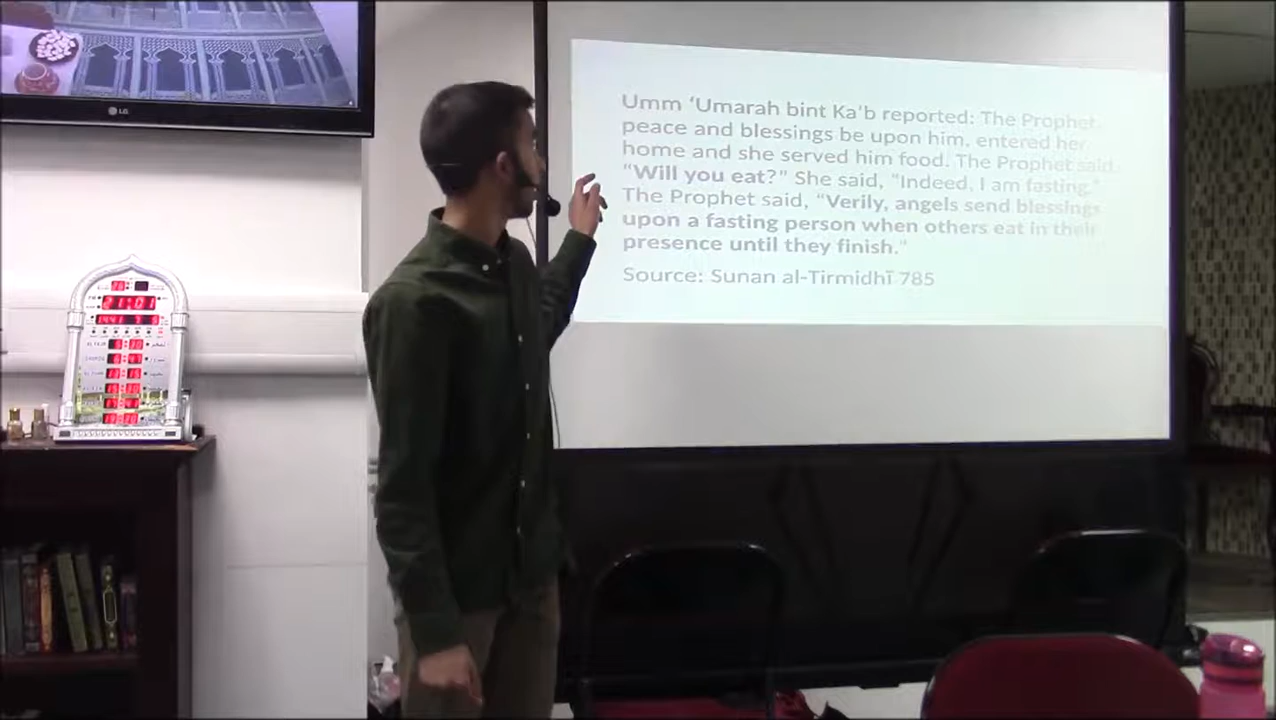 LG
21:01
Umm ‘Umarah bint Ka‘b reported: The Prophet,
peace and blessings be upon him, entered her
home and she served him food. The Prophet said,
“Will you eat?” She said, “Indeed, I am fasting.”
The Prophet said, “Verily, angels send blessings
upon a fasting person when others eat in their
presence until they finish.”
Source: Sunan al-Tirmidhī 785